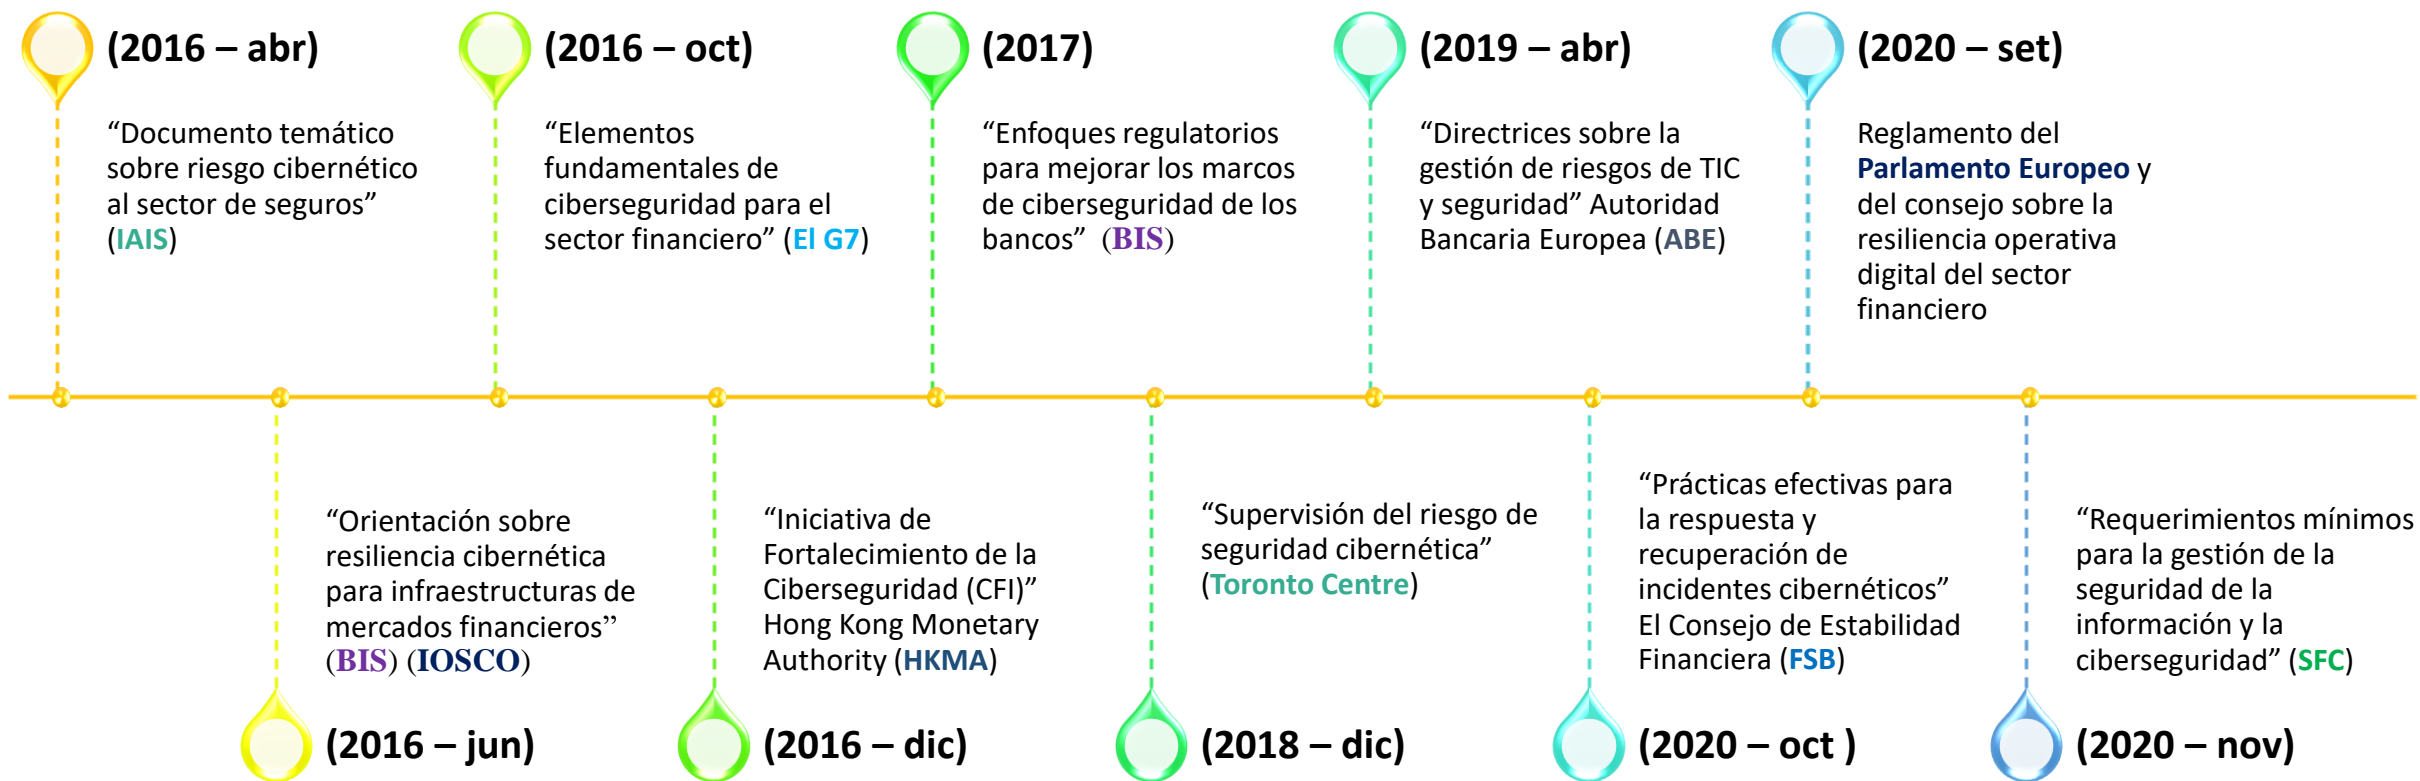 (2016 – abr)
“Documento temático
sobre riesgo cibernético
al sector de seguros”
(IAIS)
(2016 – oct)
“Elementos
fundamentales de
ciberseguridad para el
sector financiero” (El G7)
(2017)
“Enfoques regulatorios
para mejorar los marcos
de ciberseguridad de los
bancos” (BIS)
(2019 – abr)
“Directrices sobre la
gestión de riesgos de TIC
y seguridad” Autoridad
Bancaria Europea (ABE)
(2020 – set)
Reglamento del
Parlamento Europeo y
del consejo sobre la
resiliencia operativa
digital del sector
financiero
“Orientación sobre
resiliencia cibernética
para infraestructuras de
mercados financieros”
(BIS) (IOSCO)
(2016 – jun)
“Iniciativa de
Fortalecimiento de la
Ciberseguridad (CFI)”
Hong Kong Monetary
Authority (HKMA)
(2016 – dic)
“Supervisión del riesgo de
seguridad cibernética”
(Toronto Centre)
(2018 – dic)
“Prácticas efectivas para
la respuesta y
recuperación de
incidentes cibernéticos”
El Consejo de Estabilidad
Financiera (FSB)
(2020 – oct )
“Requerimientos mínimos
para la gestión de la
seguridad de la
información y la
ciberseguridad” (SFC)
(2020 – nov)